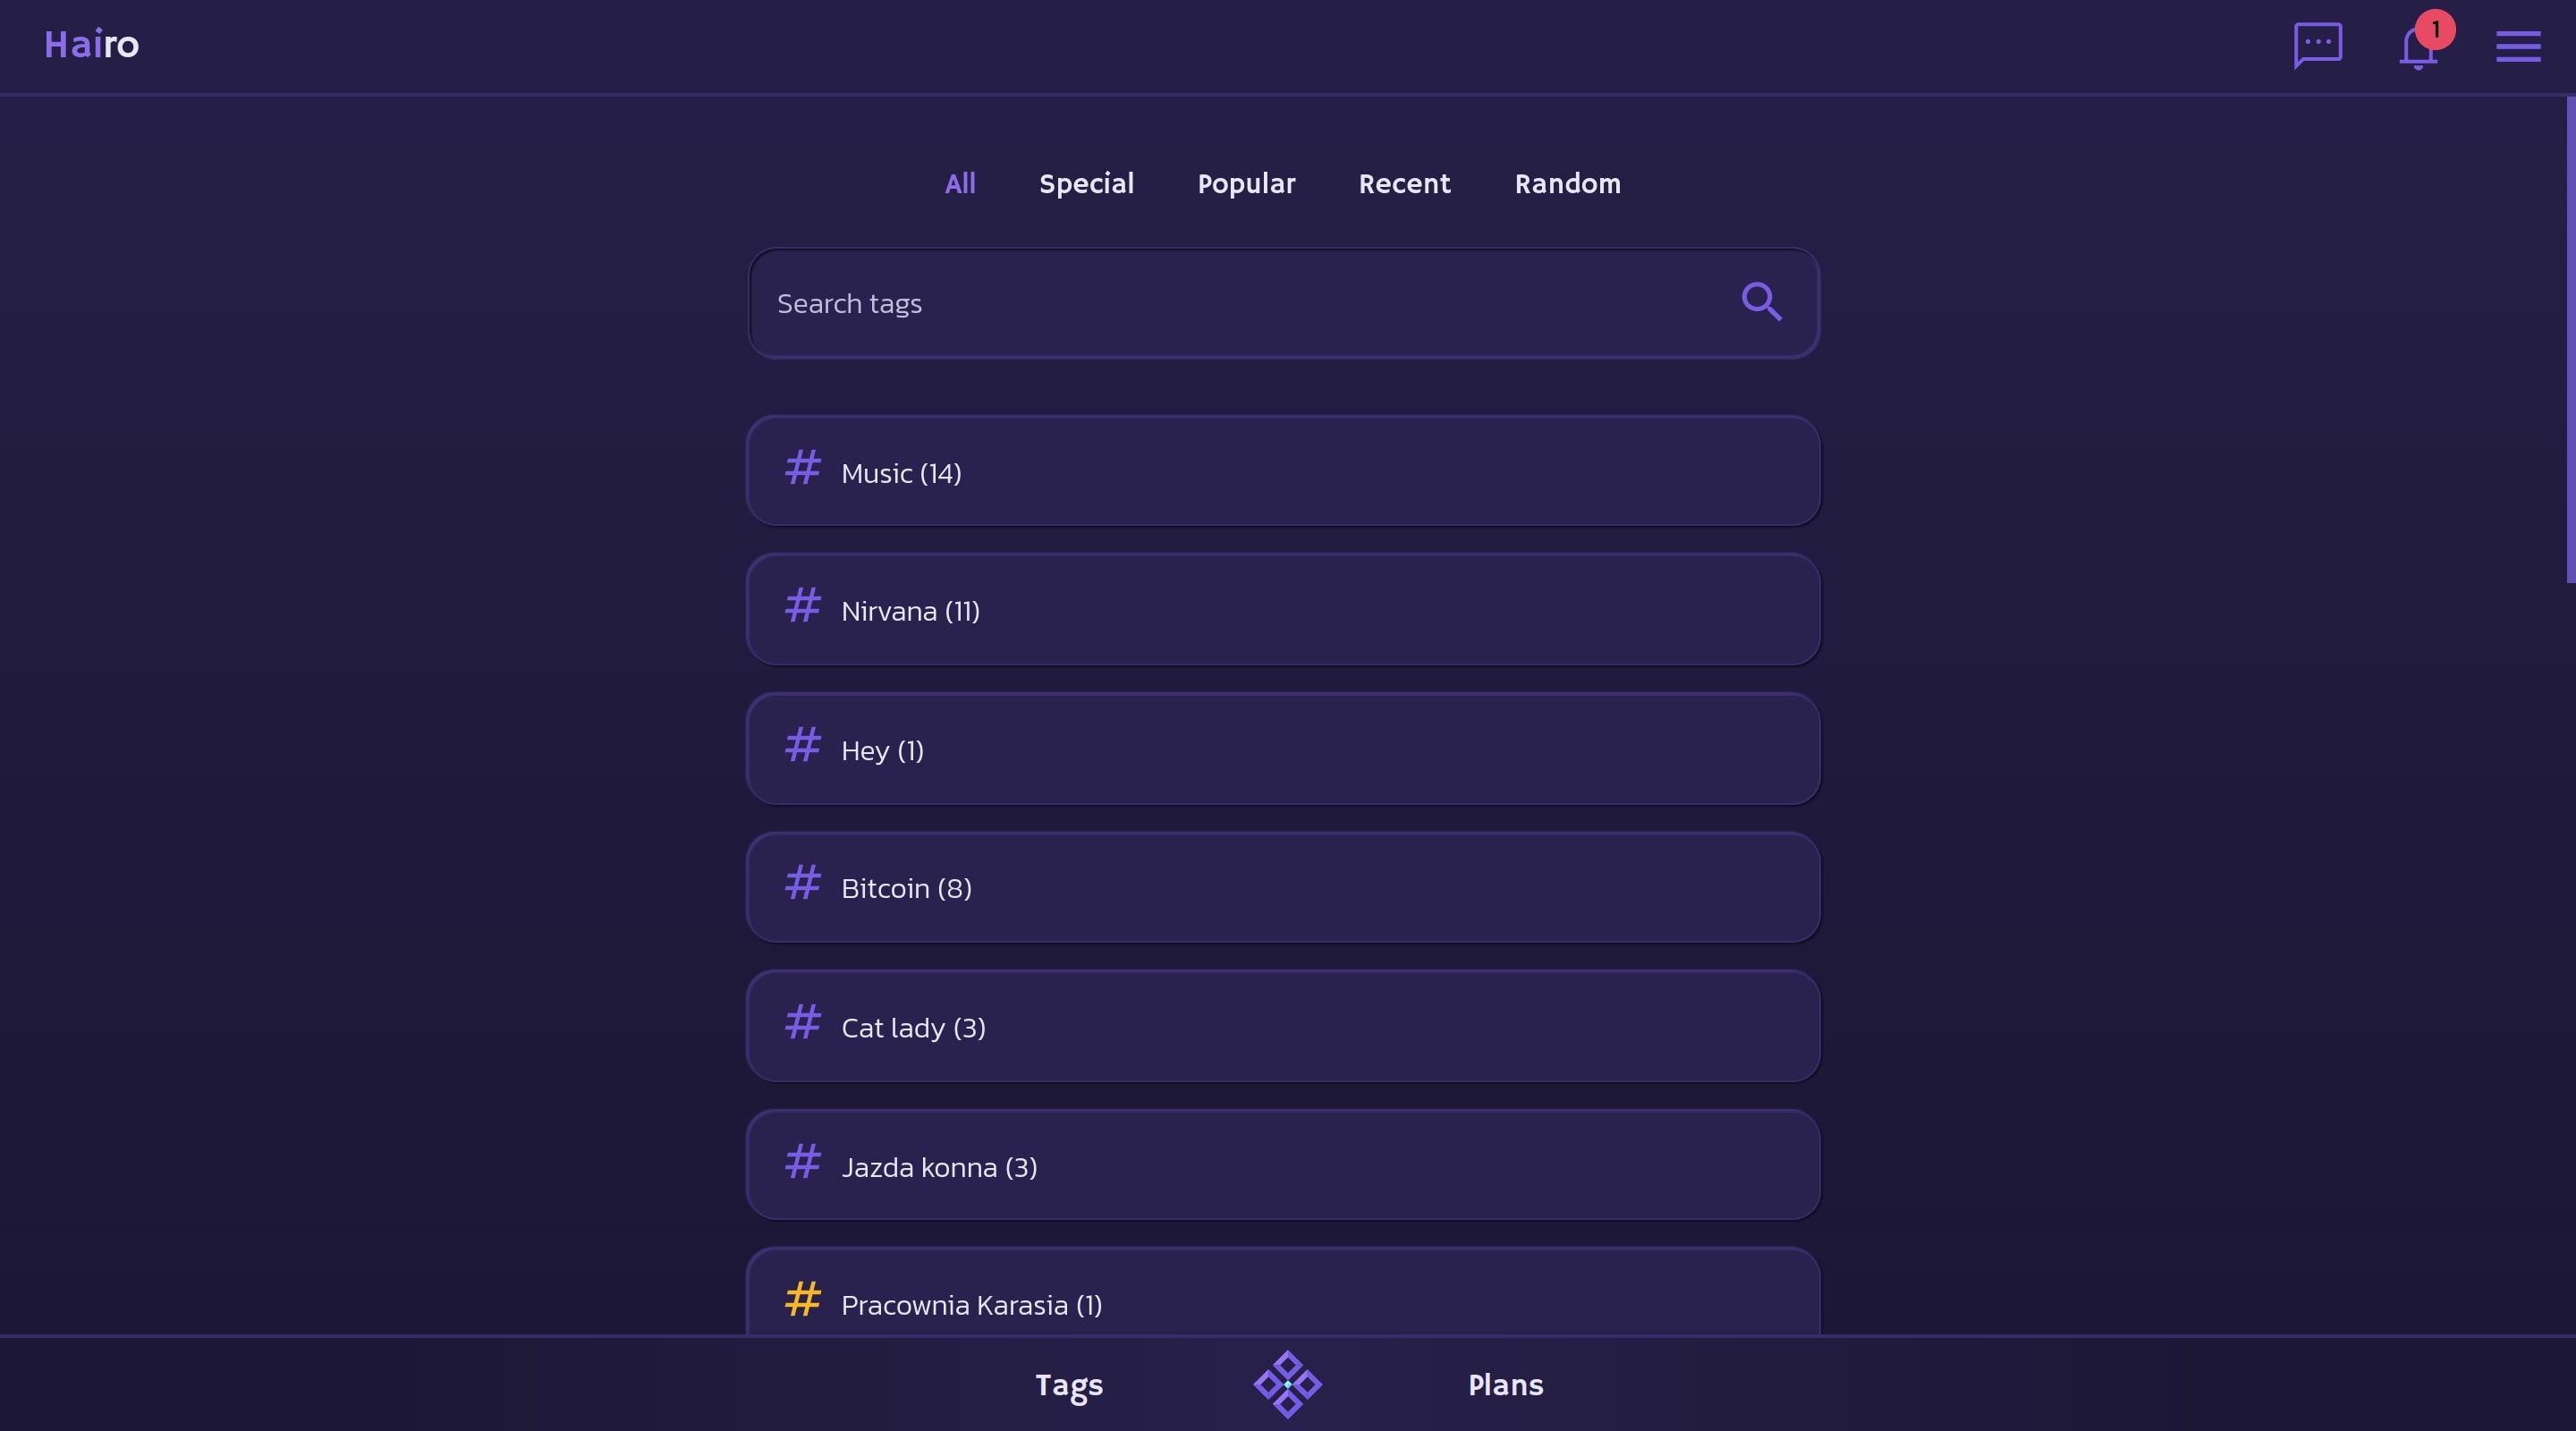 Hairo
1
All Special Popular Recent Random
Search tags
# Music (14)
# Nirvana (11)
# Hey (1)
# Bitcoin (8)
# Cat lady (3)
# Jazda konna (3)
# Pracownia Karasia (1)
Tags Plans